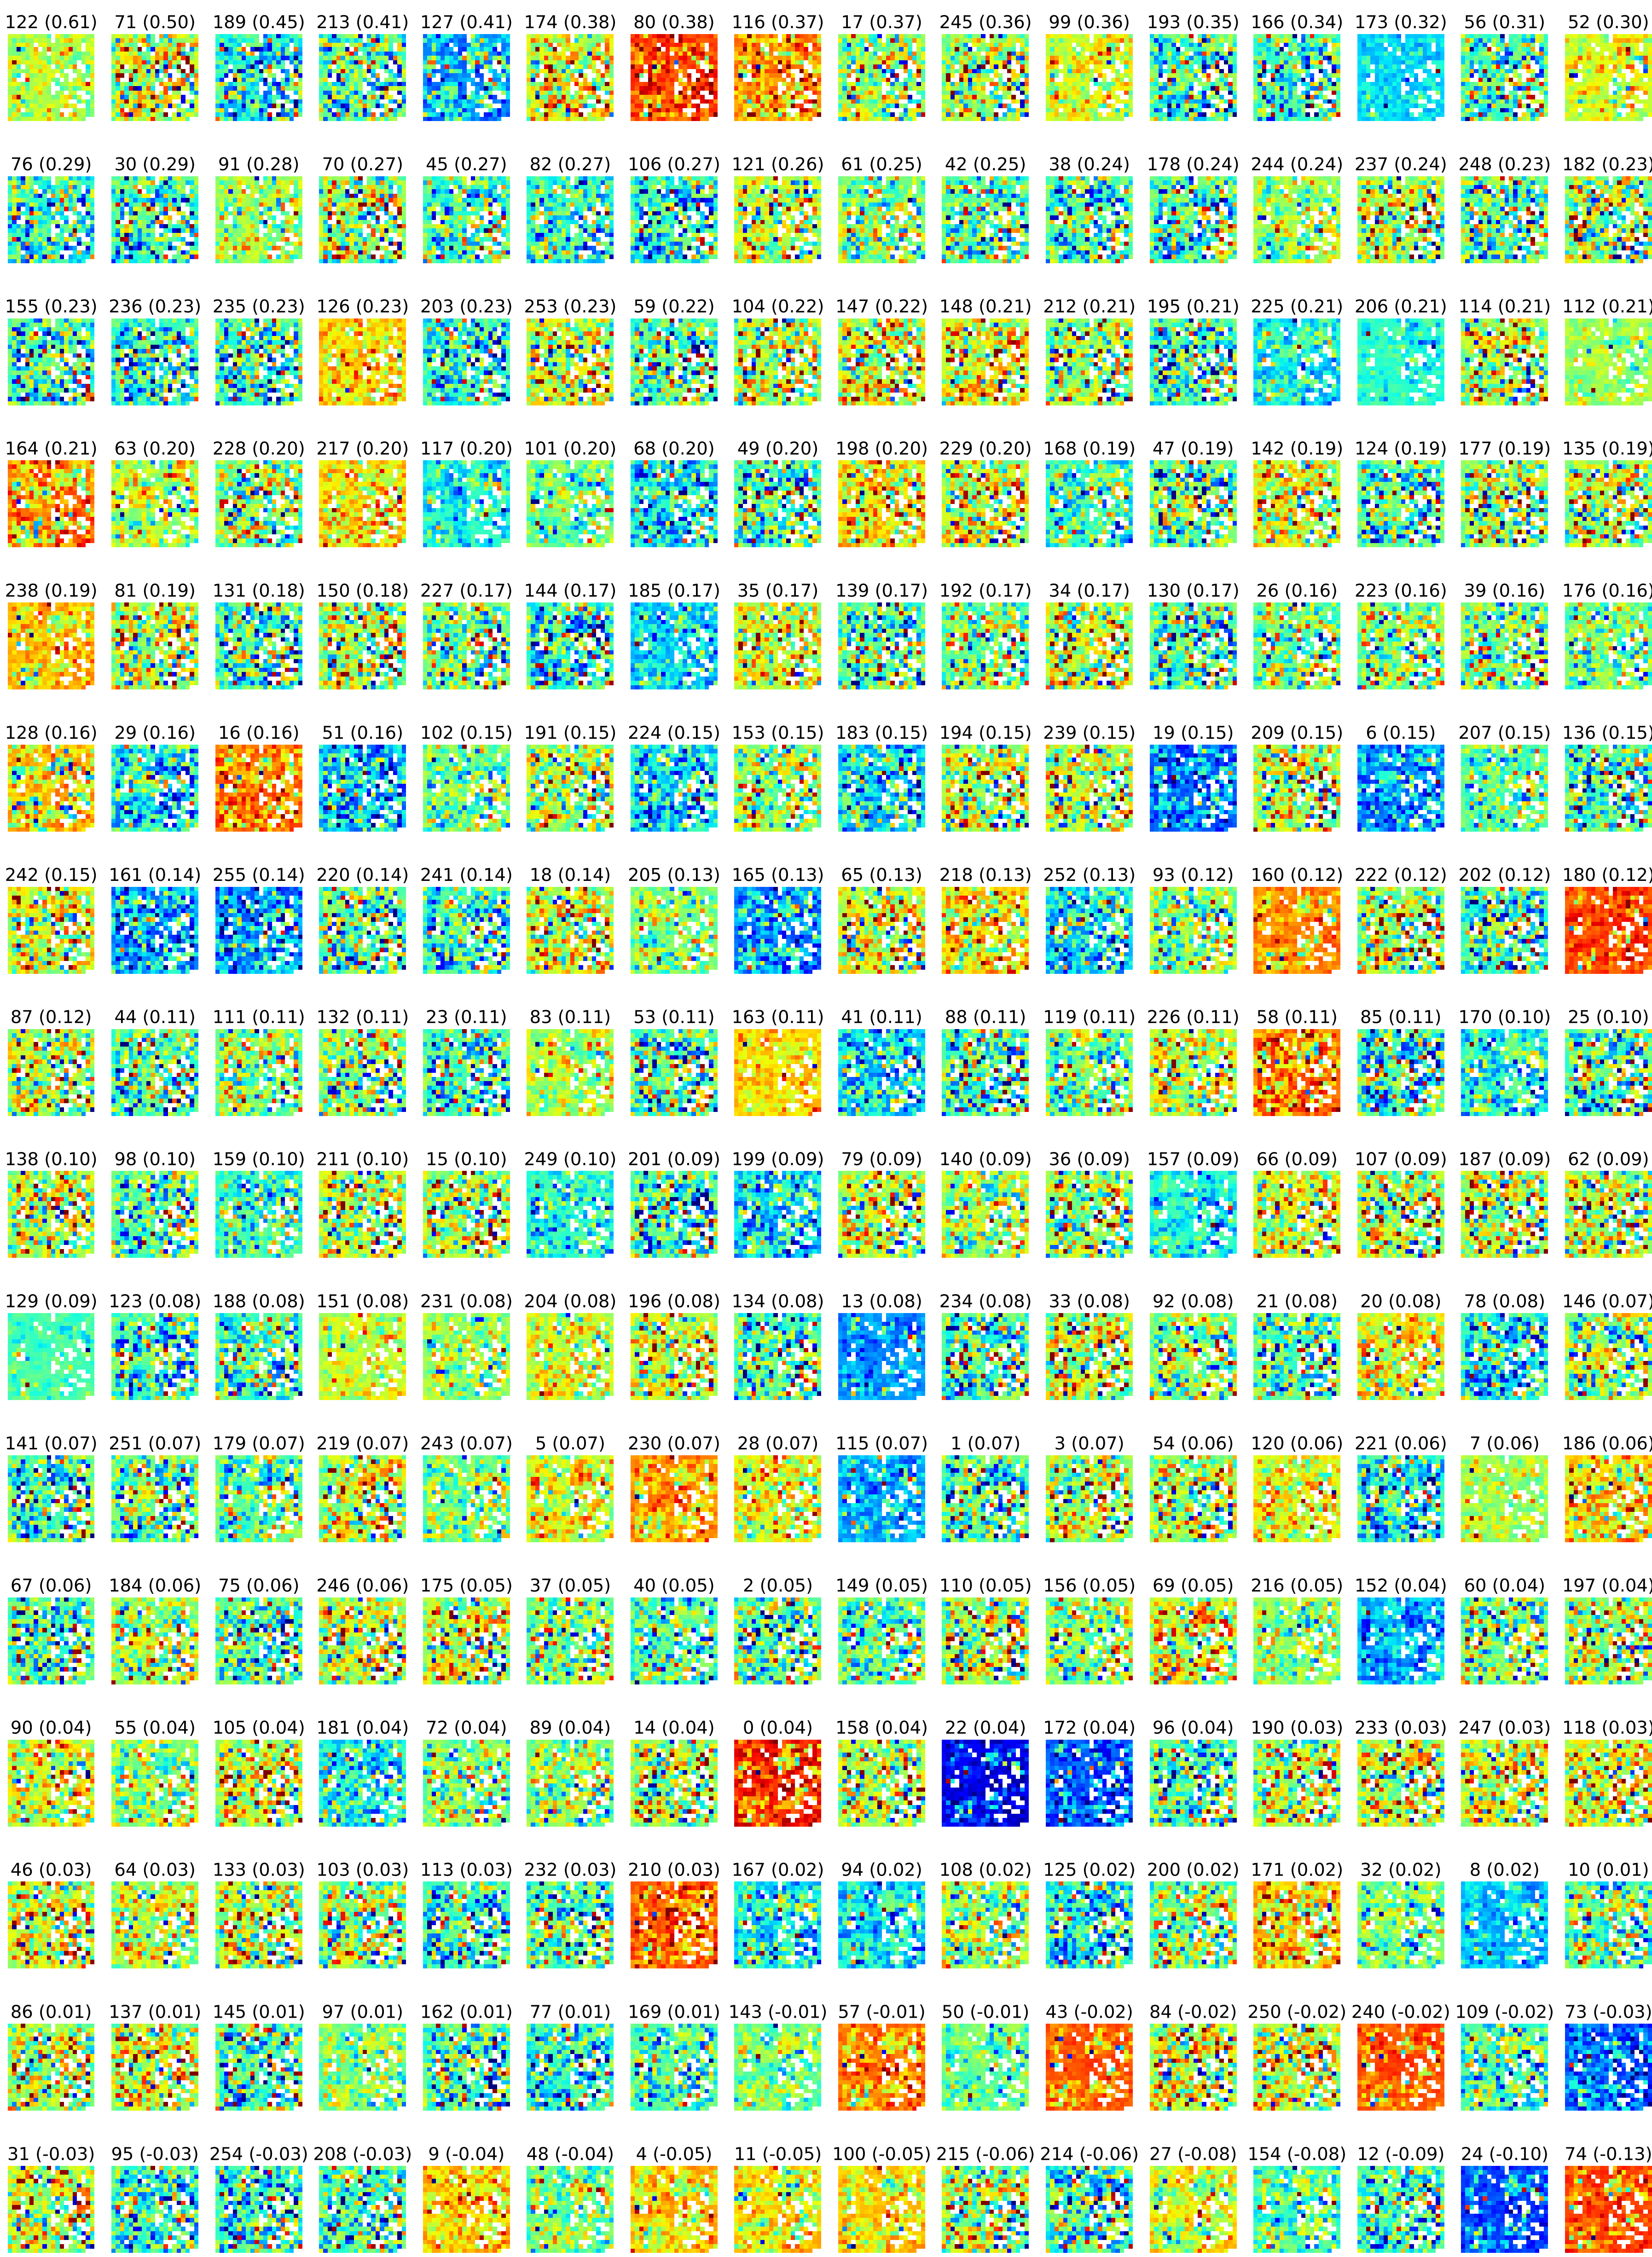 122 (0.61) 71 (0.50) 189 (0.45) 213 (0.41) 127 (0.41) 174 (0.38) 80 (0.38) 116 (0.37) 17 (0.37) 245 (0.36) 99 (0.36) 193 (0.35) 166 (0.34) 173 (0.32) 56 (0.31) 52 (0.30)
76 (0.29) 30 (0.29) 91 (0.28) 70 (0.27) 45 (0.27) 82 (0.27) 106 (0.27) 121 (0.26) 61 (0.25) 42 (0.25) 38 (0.24) 178 (0.24) 244 (0.24) 237 (0.24) 248 (0.23) 182 (0.23)
155 (0.23) 236 (0.23) 235 (0.23) 126 (0.23) 203 (0.23) 253 (0.23) 59 (0.22) 104 (0.22) 147 (0.22) 148 (0.21) 212 (0.21) 195 (0.21) 225 (0.21) 206 (0.21) 114 (0.21) 112 (0.21)
164 (0.21) 63 (0.20) 228 (0.20) 217 (0.20) 117 (0.20) 101 (0.20) 68 (0.20) 49 (0.20) 198 (0.20) 229 (0.20) 168 (0.19) 47 (0.19) 142 (0.19) 124 (0.19) 177 (0.19) 135 (0.19)
238 (0.19) 81 (0.19) 131 (0.18) 150 (0.18) 227 (0.17) 144 (0.17) 185 (0.17) 35 (0.17) 139 (0.17) 192 (0.17) 34 (0.17) 130 (0.17) 26 (0.16) 223 (0.16) 39 (0.16) 176 (0.16)
128 (0.16) 29 (0.16) 16 (0.16) 51 (0.16) 102 (0.15) 191 (0.15) 224 (0.15) 153 (0.15) 183 (0.15) 194 (0.15) 239 (0.15) 19 (0.15) 209 (0.15) 6 (0.15) 207 (0.15) 136 (0.15)
242 (0.15) 161 (0.14) 255 (0.14) 220 (0.14) 241 (0.14) 18 (0.14) 205 (0.13) 165 (0.13) 65 (0.13) 218 (0.13) 252 (0.13) 93 (0.12) 160 (0.12) 222 (0.12) 202 (0.12) 180 (0.12)
87 (0.12) 44 (0.11) 111 (0.11) 132 (0.11) 23 (0.11) 83 (0.11) 53 (0.11) 163 (0.11) 41 (0.11) 88 (0.11) 119 (0.11) 226 (0.11) 58 (0.11) 85 (0.11) 170 (0.10) 25 (0.10)
138 (0.10) 98 (0.10) 159 (0.10) 211 (0.10) 15 (0.10) 249 (0.10) 201 (0.09) 199 (0.09) 79 (0.09) 140 (0.09) 36 (0.09) 157 (0.09) 66 (0.09) 107 (0.09) 187 (0.09) 62 (0.09)
129 (0.09) 123 (0.08) 188 (0.08) 151 (0.08) 231 (0.08) 204 (0.08) 196 (0.08) 134 (0.08) 13 (0.08) 234 (0.08) 33 (0.08) 92 (0.08) 21 (0.08) 20 (0.08) 78 (0.08) 146 (0.07)
141 (0.07) 251 (0.07) 179 (0.07) 219 (0.07) 243 (0.07) 5 (0.07) 230 (0.07) 28 (0.07) 115 (0.07) 1 (0.07) 3 (0.07) 54 (0.06) 120 (0.06) 221 (0.06) 7 (0.06) 186 (0.06)
67 (0.06) 184 (0.06) 75 (0.06) 246 (0.06) 175 (0.05) 37 (0.05) 40 (0.05) 2 (0.05) 149 (0.05) 110 (0.05) 156 (0.05) 69 (0.05) 216 (0.05) 152 (0.04) 60 (0.04) 197 (0.04)
90 (0.04) 55 (0.04) 105 (0.04) 181 (0.04) 72 (0.04) 89 (0.04) 14 (0.04) 0 (0.04) 158 (0.04) 22 (0.04) 172 (0.04) 96 (0.04) 190 (0.03) 233 (0.03) 247 (0.03) 118 (0.03)
46 (0.03) 64 (0.03) 133 (0.03) 103 (0.03) 113 (0.03) 232 (0.03) 210 (0.03) 167 (0.02) 94 (0.02) 108 (0.02) 125 (0.02) 200 (0.02) 171 (0.02) 32 (0.02) 8 (0.02) 10 (0.01)
86 (0.01) 137 (0.01) 145 (0.01) 97 (0.01) 162 (0.01) 77 (0.01) 169 (0.01) 143 (-0.01) 57 (-0.01) 50 (-0.01) 43 (-0.02) 84 (-0.02) 250 (-0.02) 240 (-0.02) 109 (-0.02) 73 (-0.03)
31 (-0.03) 95 (-0.03) 254 (-0.03) 208 (-0.03) 9 (-0.04) 48 (-0.04) 4 (-0.05) 11 (-0.05) 100 (-0.05) 215 (-0.06) 214 (-0.06) 27 (-0.08) 154 (-0.08) 12 (-0.09) 24 (-0.10) 74 (-0.13)